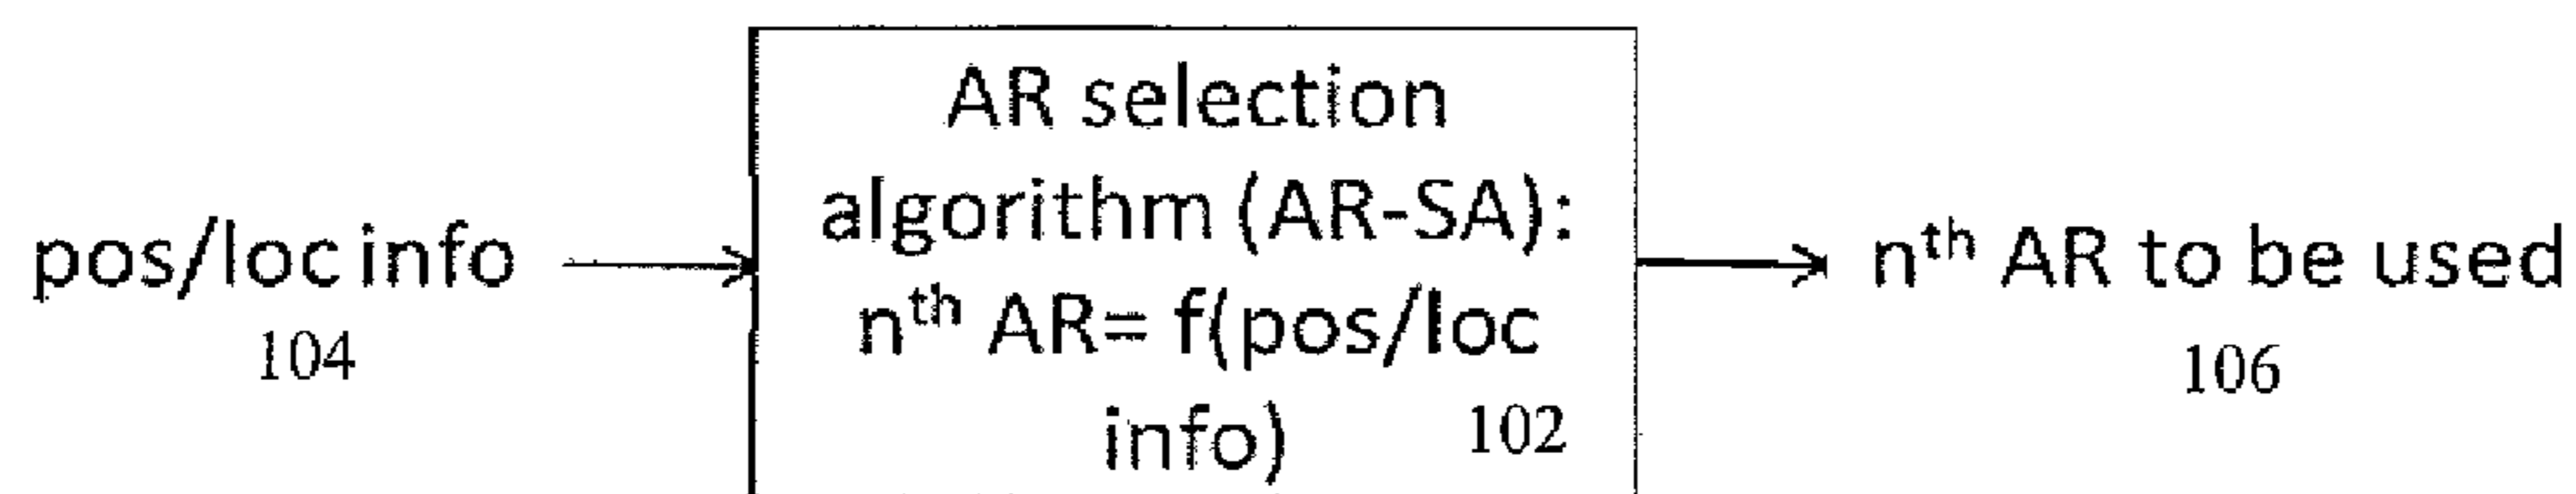 pos/loc info
104
AR selection
algorithm (AR-SA):
nth AR= f(pos/loc
info)
102
nth AR to be used
106